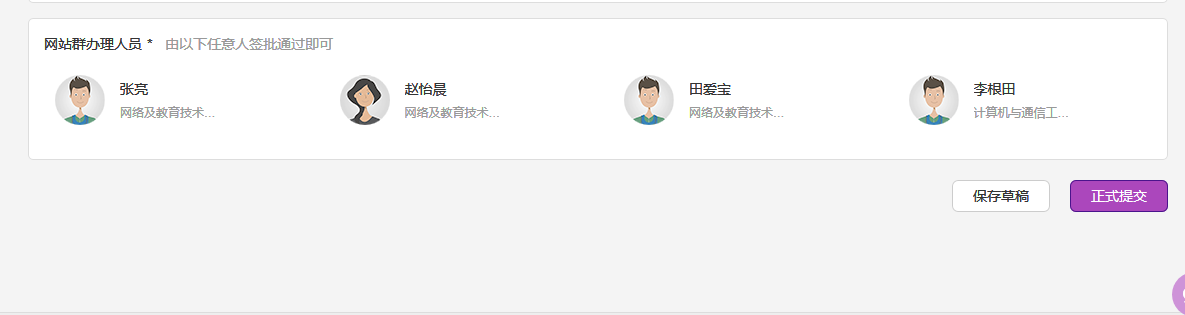 网站群办理人员 * 由以下任意人签批通过即可
张亮 赵怡晨 田爱宝 李根田
网络及教育技术... 网络及教育技术... 网络及教育技术... 计算机与通信工...
保存草稿 正式提交